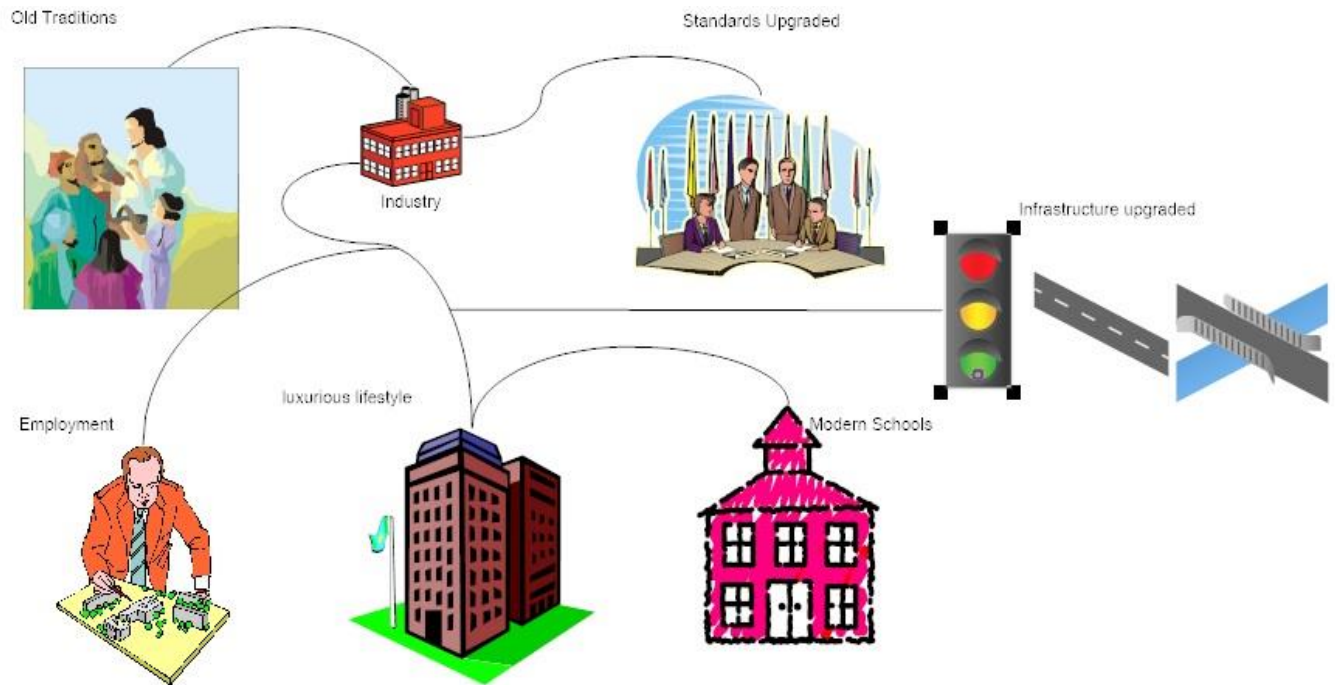 Old Traditions
Standards Upgraded
Industry
Infrastructure upgraded
luxurious lifestyle
Employment
Modern Schools